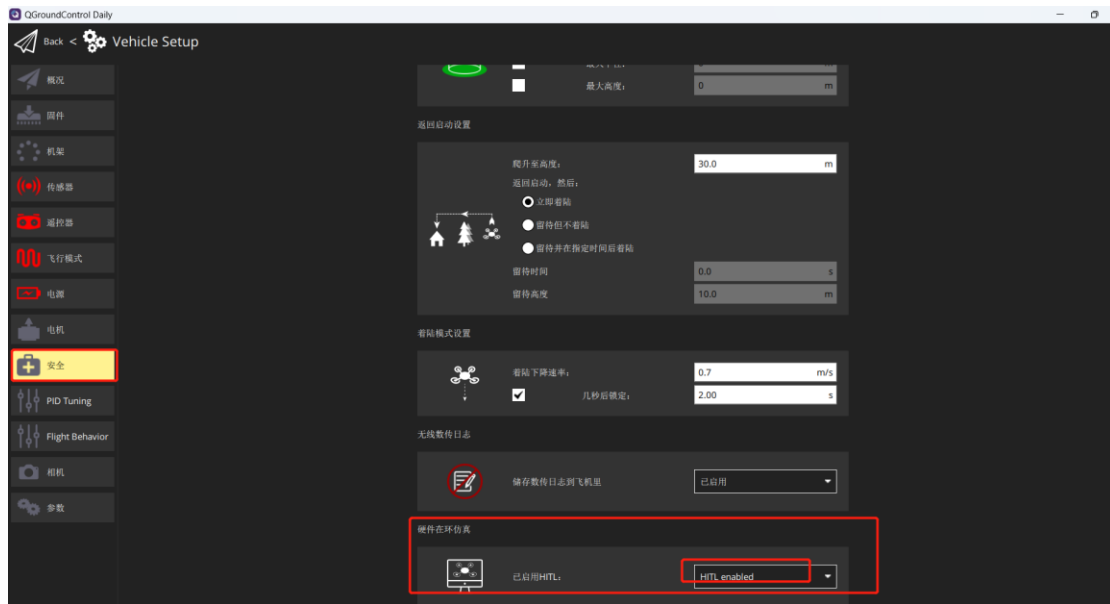 QGroundControl Daily
Back < Vehicle Setup
概况
固件
机架
传感器
遥控器
飞行模式
电源
电机
安全
PID Tuning
Flight Behavior
相机
参数
最大高度: 0 m
返回启动设置
爬升至高度: 30.0 m
返回启动，然后:
立即着陆
留待但不着陆
留待并在指定时间后着陆
留待时间 0.0 s
留待高度 10.0 m
着陆模式设置
着陆下降速率: 0.7 m/s
几秒后锁定: 2.00 s
无线数传日志
储存数传日志到飞机里 已启用
硬件在环仿真
已启用HITL: HITL enabled